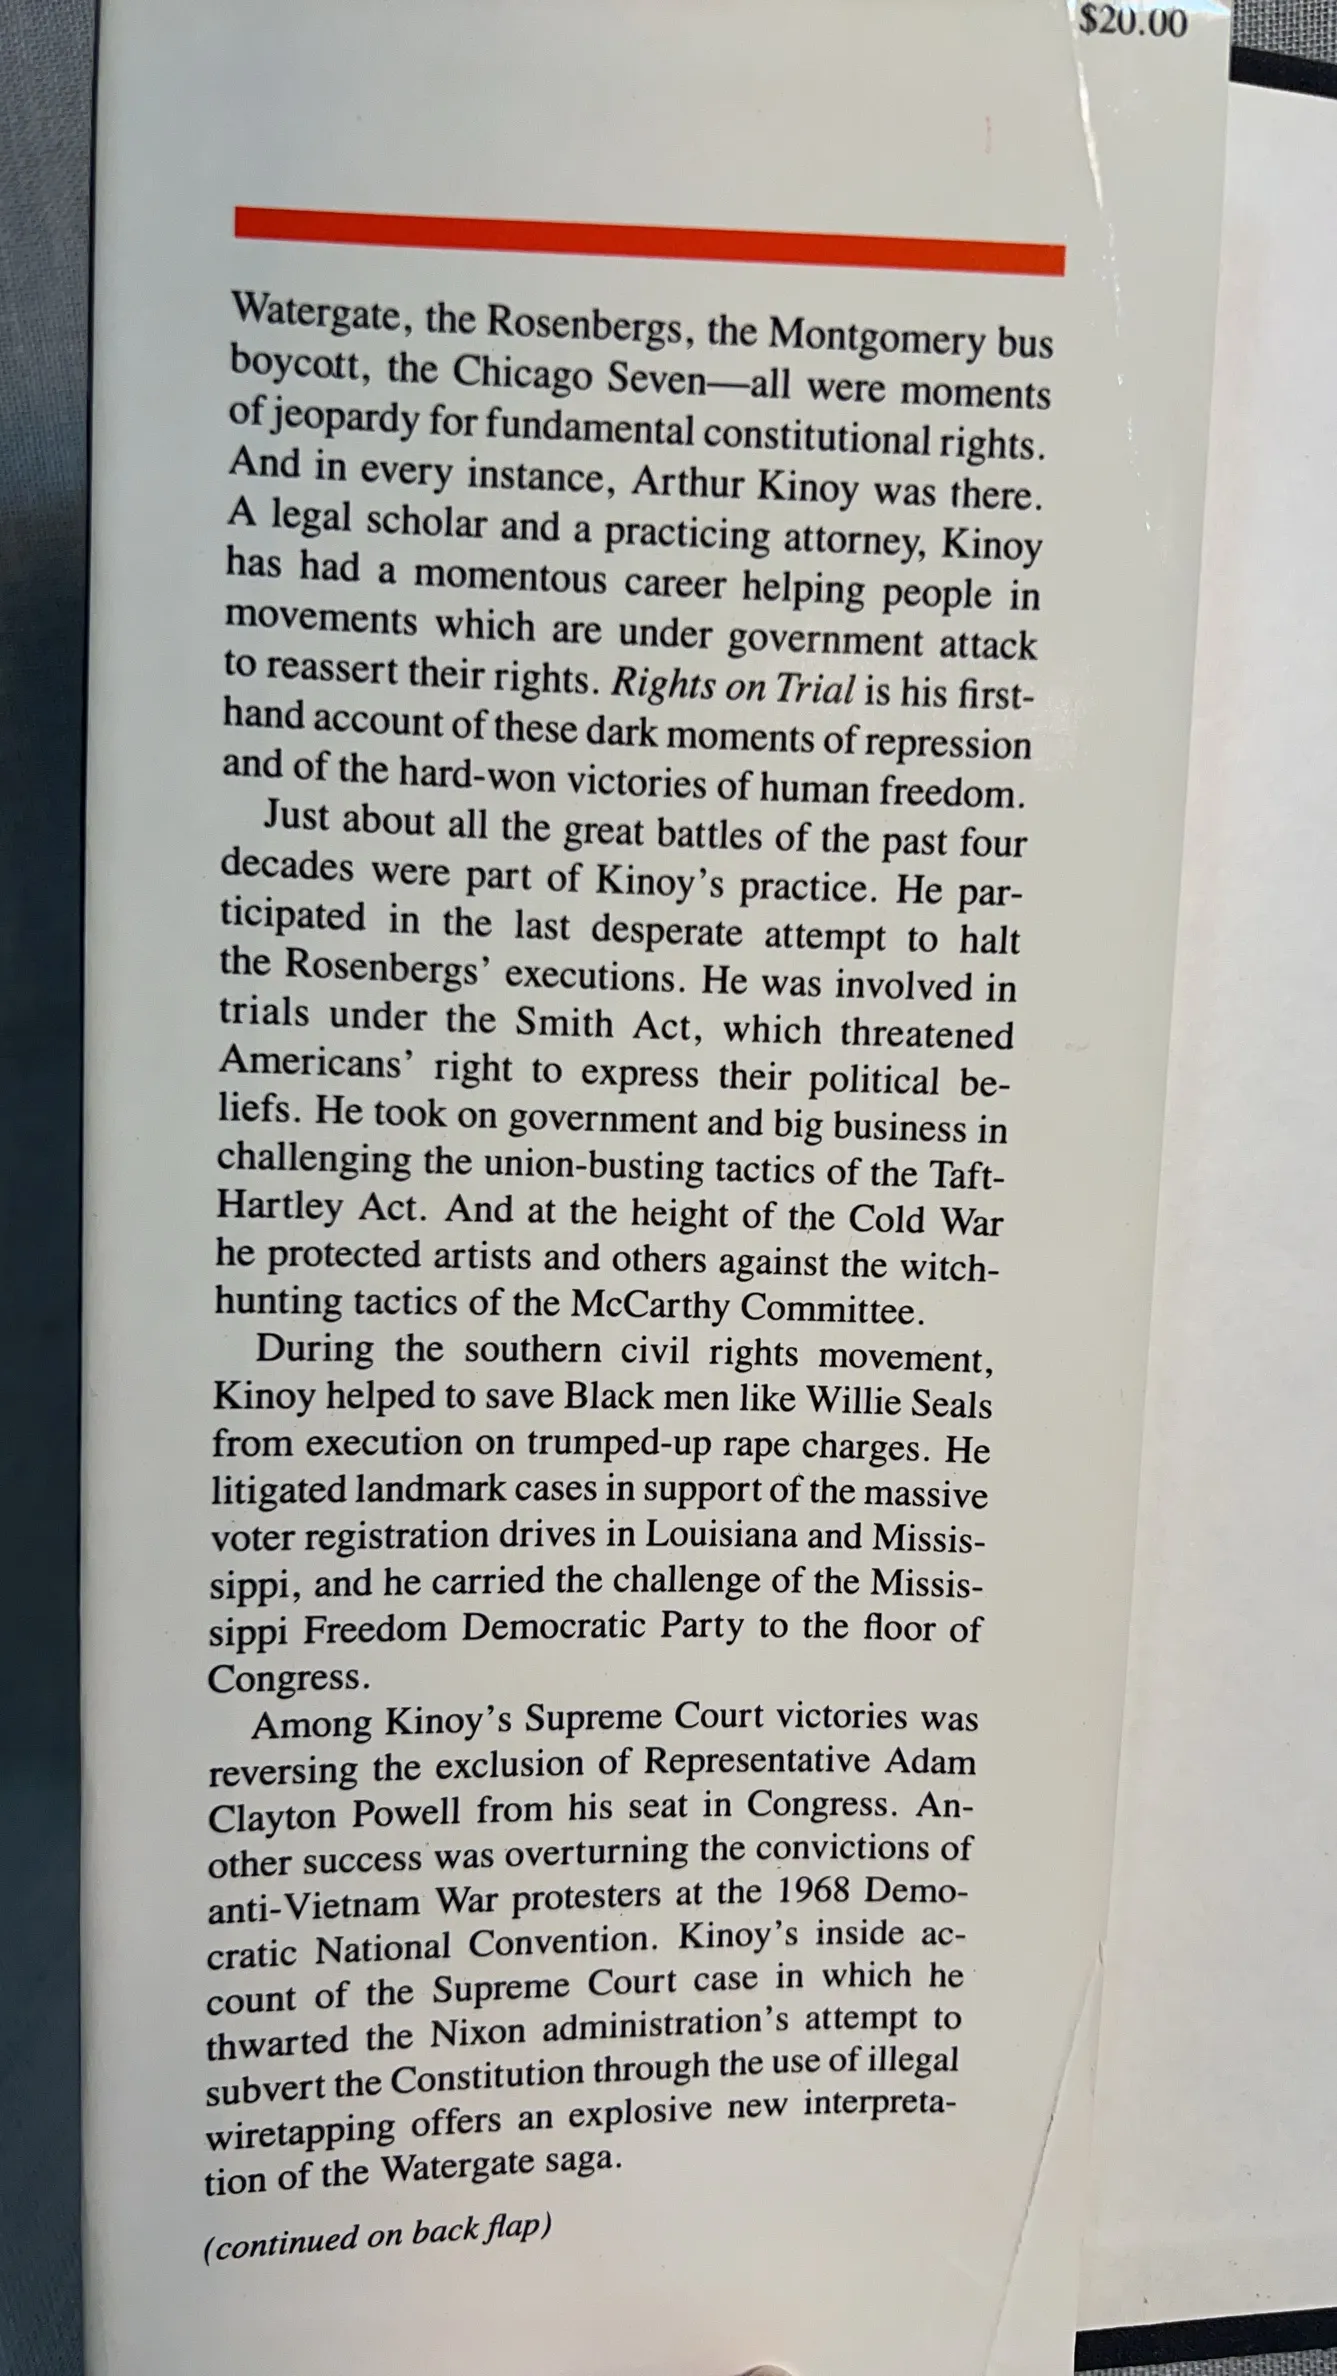 $20.00
Watergate, the Rosenbergs, the Montgomery bus
boycott, the Chicago Seven—all were moments
of jeopardy for fundamental constitutional rights.
And in every instance, Arthur Kinoy was there.
A legal scholar and a practicing attorney, Kinoy
has had a momentous career helping people in
movements which are under government attack
to reassert their rights. Rights on Trial is his first-
hand account of these dark moments of repression
and of the hard-won victories of human freedom.
Just about all the great battles of the past four
decades were part of Kinoy's practice. He par-
ticipated in the last desperate attempt to halt
the Rosenbergs' executions. He was involved in
trials under the Smith Act, which threatened
Americans' right to express their political be-
liefs. He took on government and big business in
challenging the union-busting tactics of the Taft-
Hartley Act. And at the height of the Cold War
he protected artists and others against the witch-
hunting tactics of the McCarthy Committee.
During the southern civil rights movement,
Kinoy helped to save Black men like Willie Seals
from execution on trumped-up rape charges. He
litigated landmark cases in support of the massive
voter registration drives in Louisiana and Missis-
sippi, and he carried the challenge of the Missis-
sippi Freedom Democratic Party to the floor of
Congress.
Among Kinoy's Supreme Court victories was
reversing the exclusion of Representative Adam
Clayton Powell from his seat in Congress. An-
other success was overturning the convictions of
anti-Vietnam War protesters at the 1968 Demo-
cratic National Convention. Kinoy's inside ac-
count of the Supreme Court case in which he
thwarted the Nixon administration's attempt to
subvert the Constitution through the use of illegal
wiretapping offers an explosive new interpreta-
tion of the Watergate saga.
(continued on back flap)